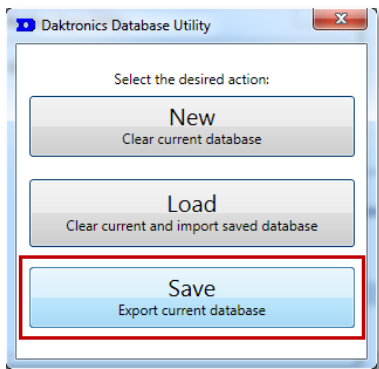 Daktronics Database Utility
Select the desired action:
New
Clear current database
Load
Clear current and import saved database
Save
Export current database